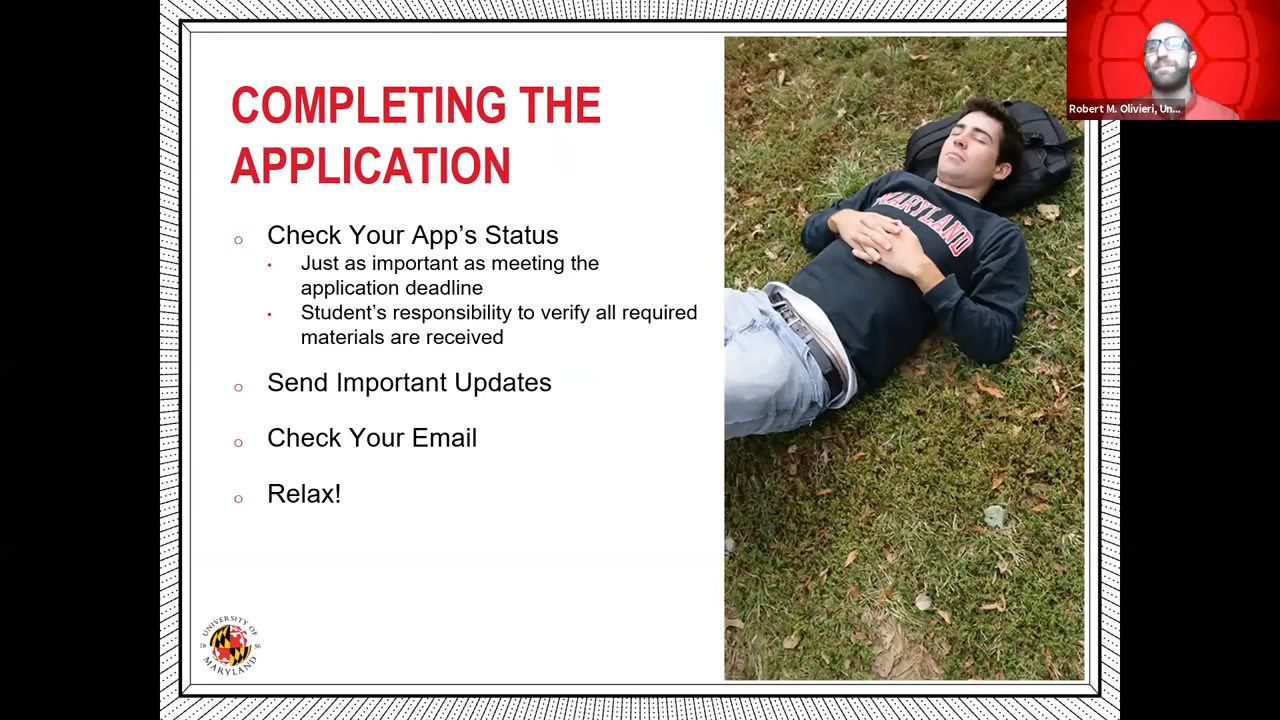 COMPLETING THE
APPLICATION
Check Your App's Status
Just as important as meeting the
application deadline
Student's responsibility to verify all required
materials are received
Send Important Updates
Check Your Email
Relax!
MARYLAND
Robert M. Olivieri, Un...
UNIVERSITY OF
18 56
MARYLAND